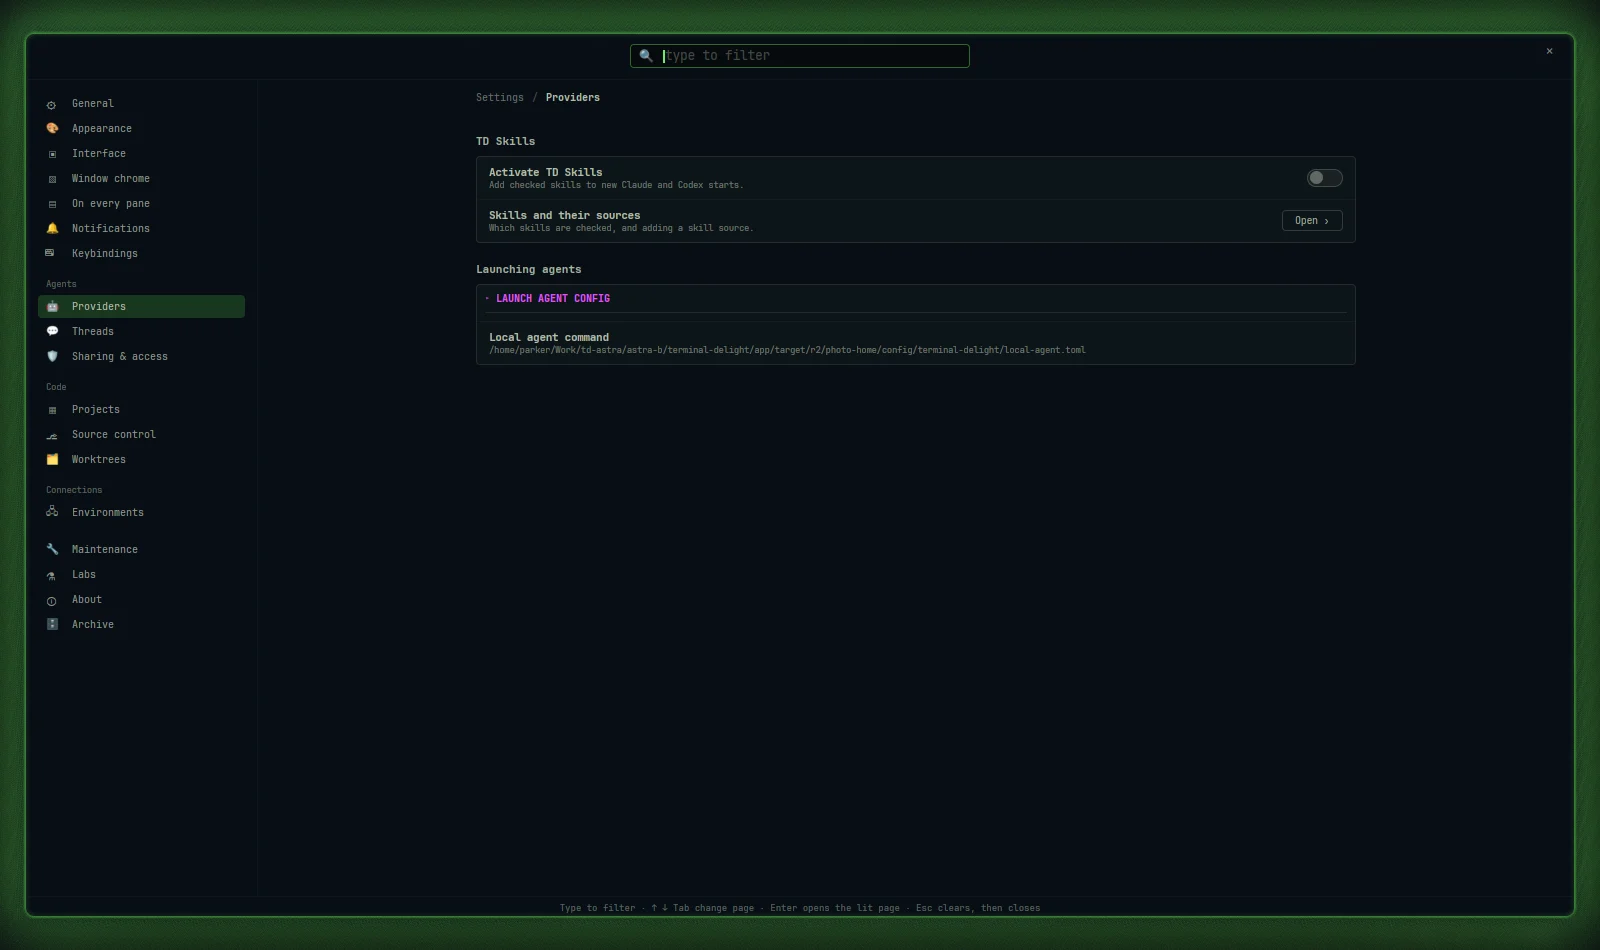 type to filter
×
General
Appearance
Interface
Window chrome
On every pane
Notifications
Keybindings
Agents
Providers
Threads
Sharing & access
Code
Projects
Source control
Worktrees
Connections
Environments
Maintenance
Labs
About
Archive
Settings / Providers
TD Skills
Activate TD Skills
Add checked skills to new Claude and Codex starts.
Skills and their sources
Which skills are checked, and adding a skill source.
Open ›
Launching agents
LAUNCH AGENT CONFIG
Local agent command
/home/parker/Work/td-astra/astra-b/terminal-delight/app/target/r2/photo-home/config/terminal-delight/local-agent.toml
Type to filter · ↑ ↓ Tab change page · Enter opens the lit page · Esc clears, then closes